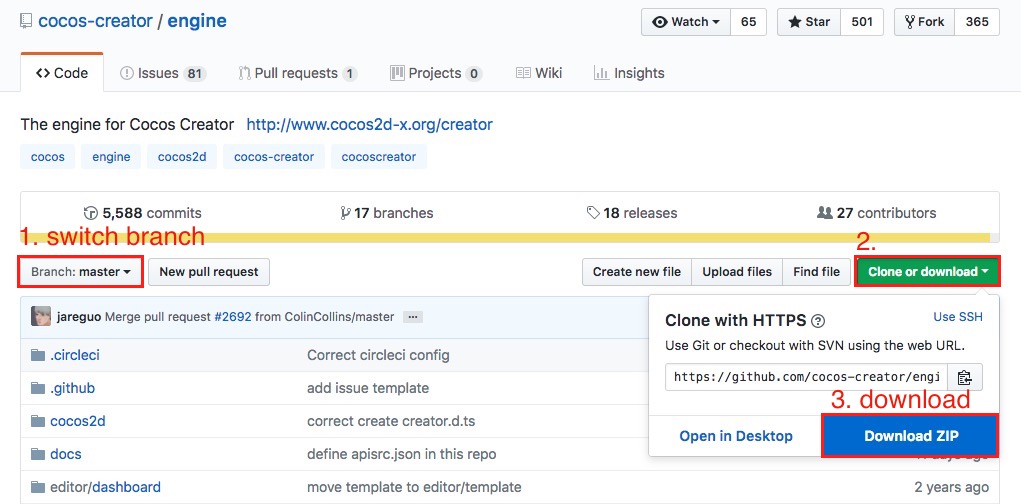 cocos-creator / engine
Watch 65 Star 501 Fork 365
Code Issues 81 Pull requests 1 Projects 0 Wiki Insights
The engine for Cocos Creator http://www.cocos2d-x.org/creator
cocos engine cocos2d cocos-creator cocoscreator
5,588 commits 17 branches 18 releases 27 contributors
1. switch branch 2.
Branch: master New pull request Create new file Upload files Find file Clone or download
jareguo Merge pull request #2692 from ColinCollins/master ...
Clone with HTTPS ? Use SSH
Use Git or checkout with SVN using the web URL.
https://github.com/cocos-creator/engi
3. download
Open in Desktop Download ZIP
.circleci Correct circleci config
.github add issue template
cocos2d correct create creator.d.ts
docs define apisrc.json in this repo
editor/dashboard move template to editor/template 2 years ago